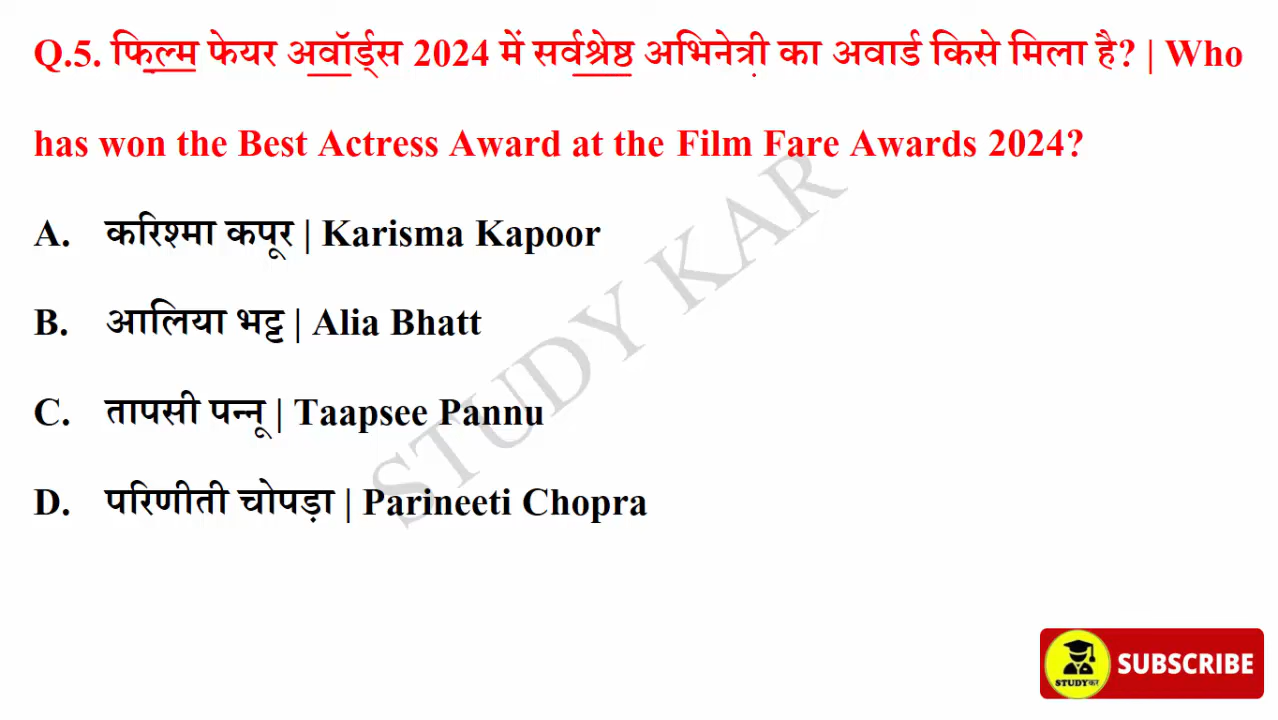 Q.5. फिल्म फेयर अवॉर्ड्स 2024 में सर्वश्रेष्ठ अभिनेत्री का अवार्ड किसे मिला है? | Who
has won the Best Actress Award at the Film Fare Awards 2024?
A. करिश्मा कपूर | Karisma Kapoor
B. आलिया भट्ट | Alia Bhatt
C. तापसी पन्नू | Taapsee Pannu
D. परिणीती चोपड़ा | Parineeti Chopra
STUDY KAR
STUDYकर
SUBSCRIBE